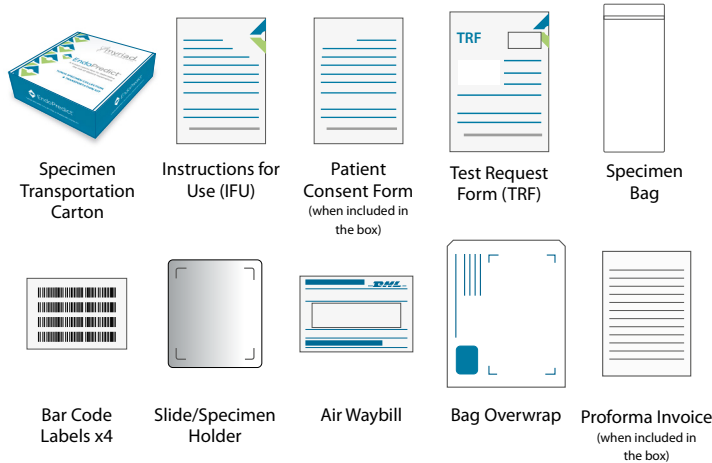 Myriad
EndoPredict
EndoPredict
TRF
Specimen
Transportation
Carton
Instructions for
Use (IFU)
Patient
Consent Form
(when included in
the box)
Test Request
Form (TRF)
Specimen
Bag
DHL
Bar Code
Labels x4
Slide/Specimen
Holder
Air Waybill
Bag Overwrap
Proforma Invoice
(when included in
the box)